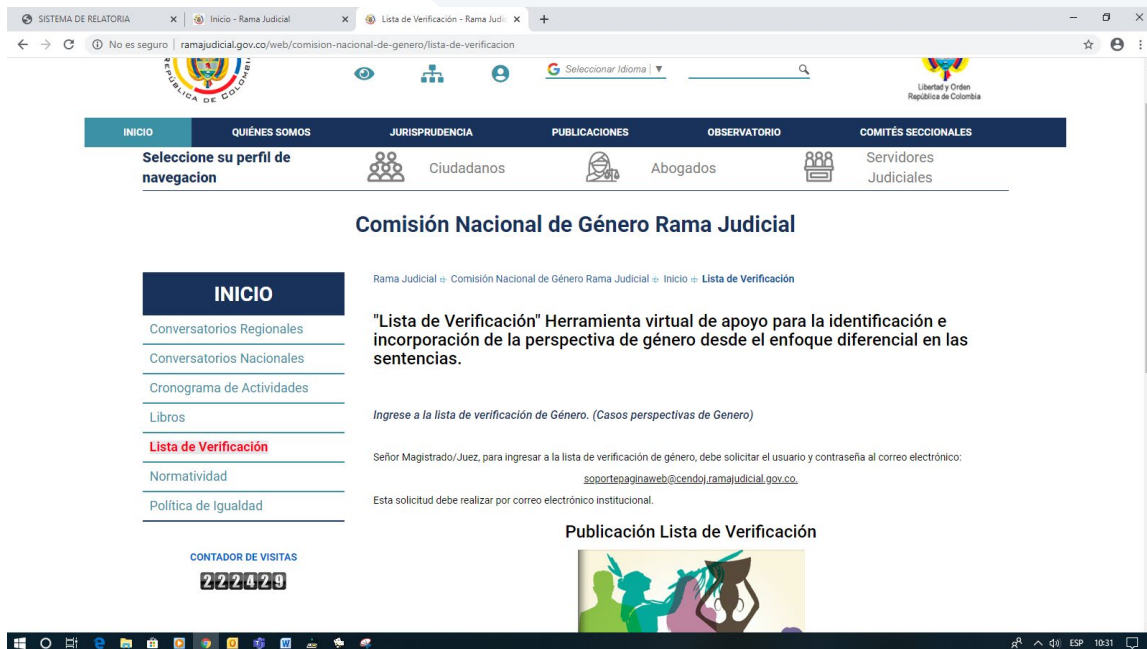 SISTEMA DE RELATORIA
Inicio - Rama Judicial
Lista de Verificación - Rama Judi
No es seguro | ramajudicial.gov.co/web/comision-nacional-de-genero/lista-de-verificacion
REPÚBLICA DE COLOMBIA
Seleccionar Idioma
Libertad y Orden
República de Colombia
INICIO QUIÉNES SOMOS JURISPRUDENCIA PUBLICACIONES OBSERVATORIO COMITÉS SECCIONALES
Seleccione su perfil de
navegacion
Ciudadanos
Abogados
Servidores
Judiciales
Comisión Nacional de Género Rama Judicial
INICIO
Conversatorios Regionales
Conversatorios Nacionales
Cronograma de Actividades
Libros
Lista de Verificación
Normatividad
Política de Igualdad
CONTADOR DE VISITAS
222429
Rama Judicial Comisión Nacional de Género Rama Judicial Inicio Lista de Verificación
"Lista de Verificación" Herramienta virtual de apoyo para la identificación e
incorporación de la perspectiva de género desde el enfoque diferencial en las
sentencias.
Ingrese a la lista de verificación de Género. (Casos perspectivas de Genero)
Señor Magistrado/Juez, para ingresar a la lista de verificación de género, debe solicitar el usuario y contraseña al correo electrónico:
soportepaginaweb@cendoj.ramajudicial.gov.co.
Esta solicitud debe realizar por correo electrónico institucional.
Publicación Lista de Verificación
ESP 10:31